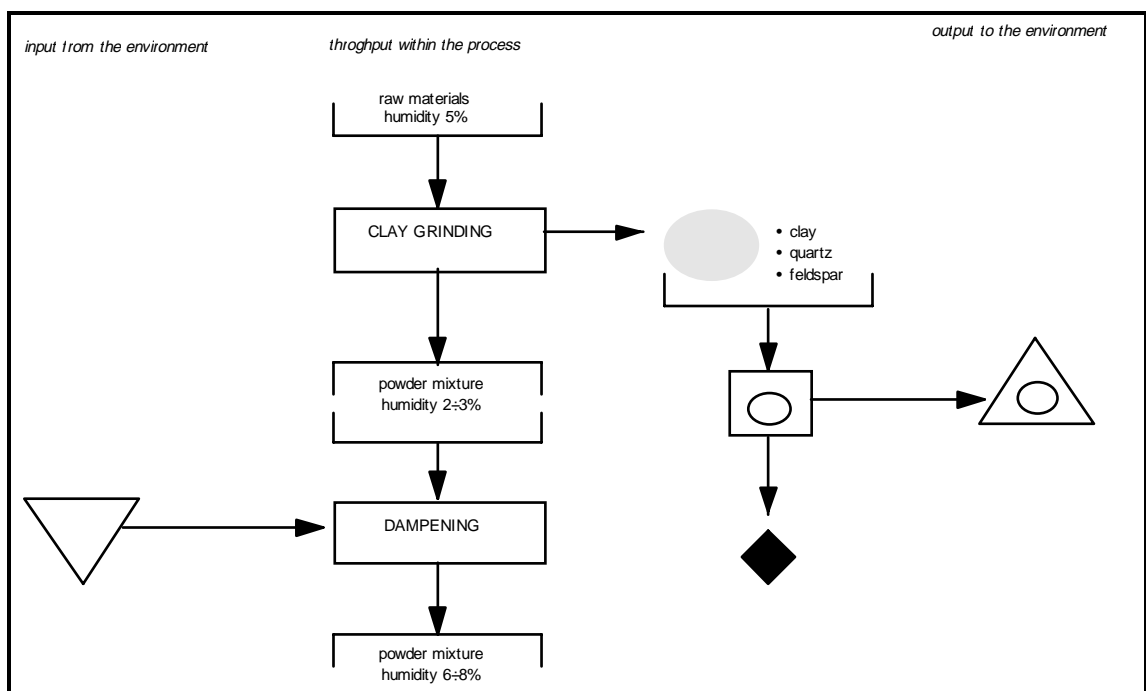 input from the environment
throghput within the process
output to the environment
raw materials
humidity 5%
CLAY GRINDING
• clay
• quartz
• feldspar
powder mixture
humidity 2÷3%
DAMPENING
powder mixture
humidity 6÷8%